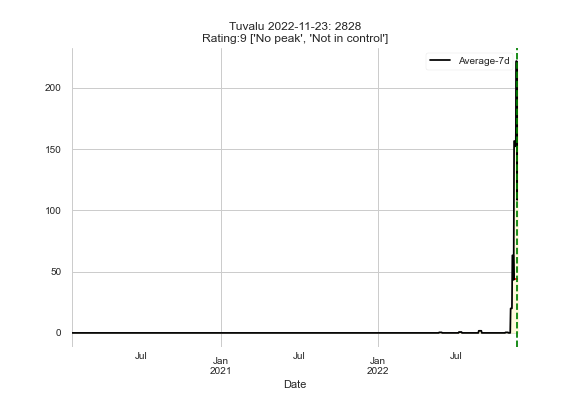 Tuvalu 2022-11-23: 2828
Rating:9 ['No peak', 'Not in control']
Average-7d
200
150
100
50
0
Jul
Jan
2021
Jul
Jan
2022
Jul
Date